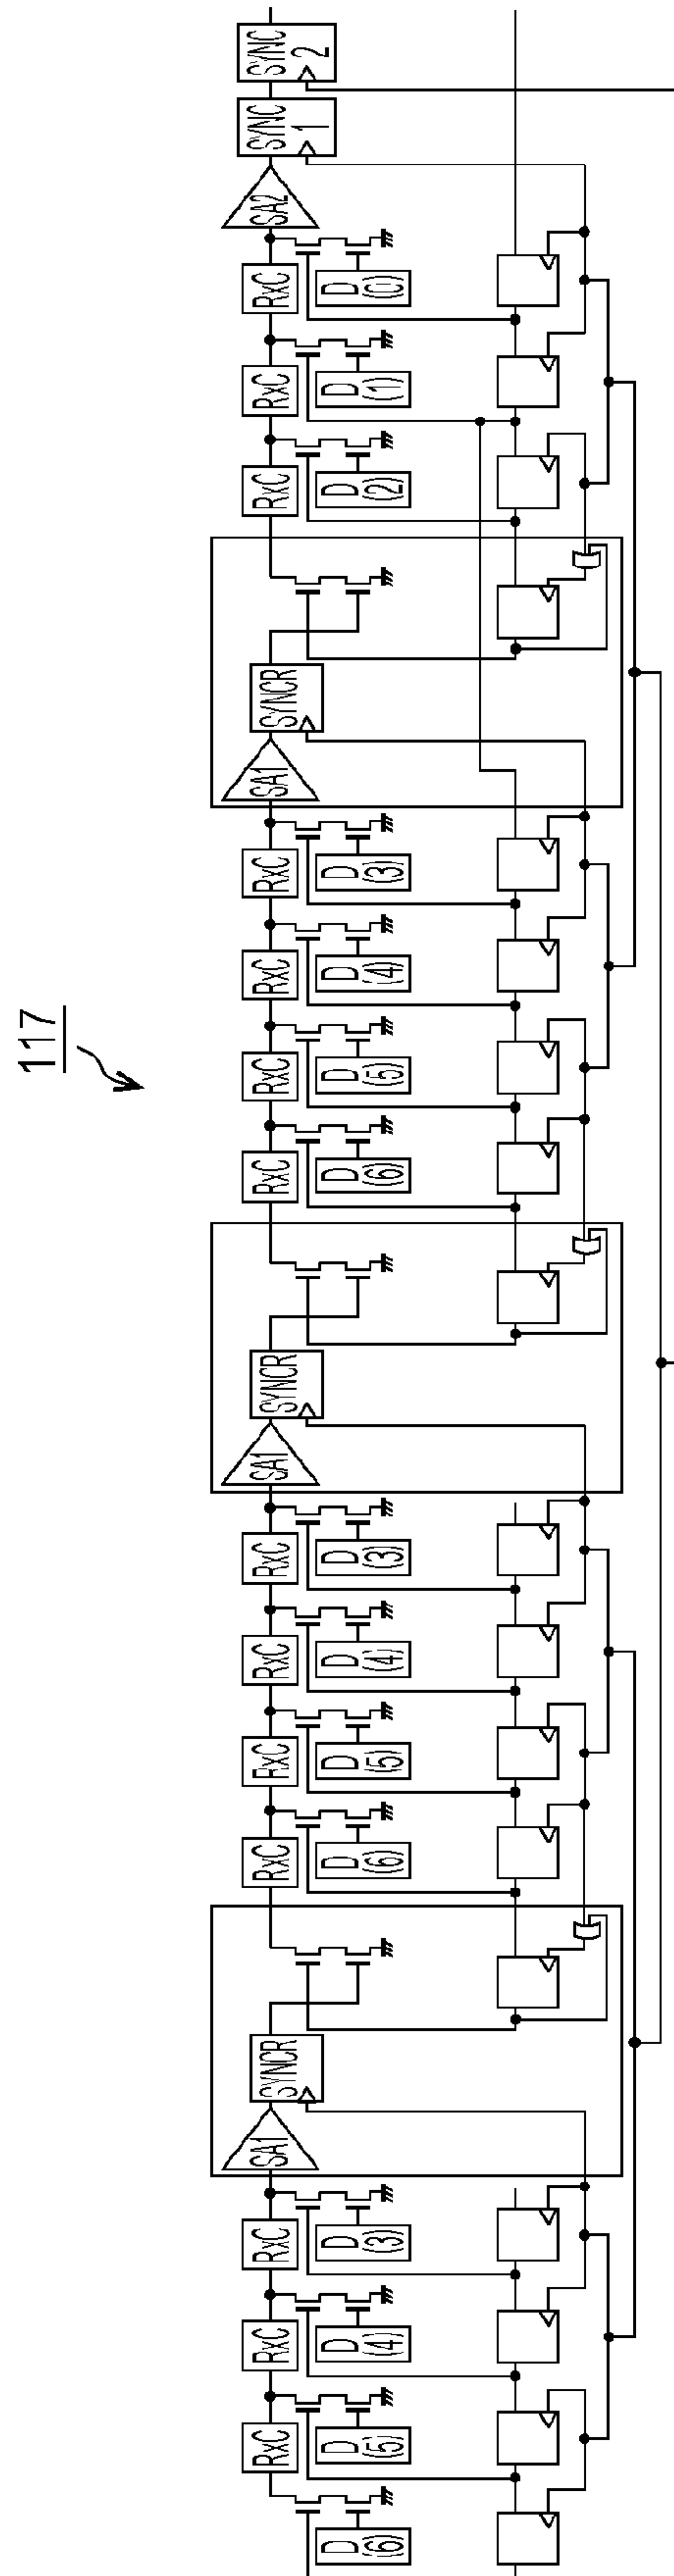 117
SYNC
2
SYNC
1
SA2
RxC
D
(0)
RxC
D
(1)
RxC
D
(2)
SYNCR
SA1
RxC
D
(3)
RxC
D
(4)
RxC
D
(5)
RxC
D
(6)
SYNCR
SA1
RxC
D
(3)
RxC
D
(4)
RxC
D
(5)
RxC
D
(6)
SYNCR
SA1
RxC
D
(3)
RxC
D
(4)
RxC
D
(5)
D
(6)